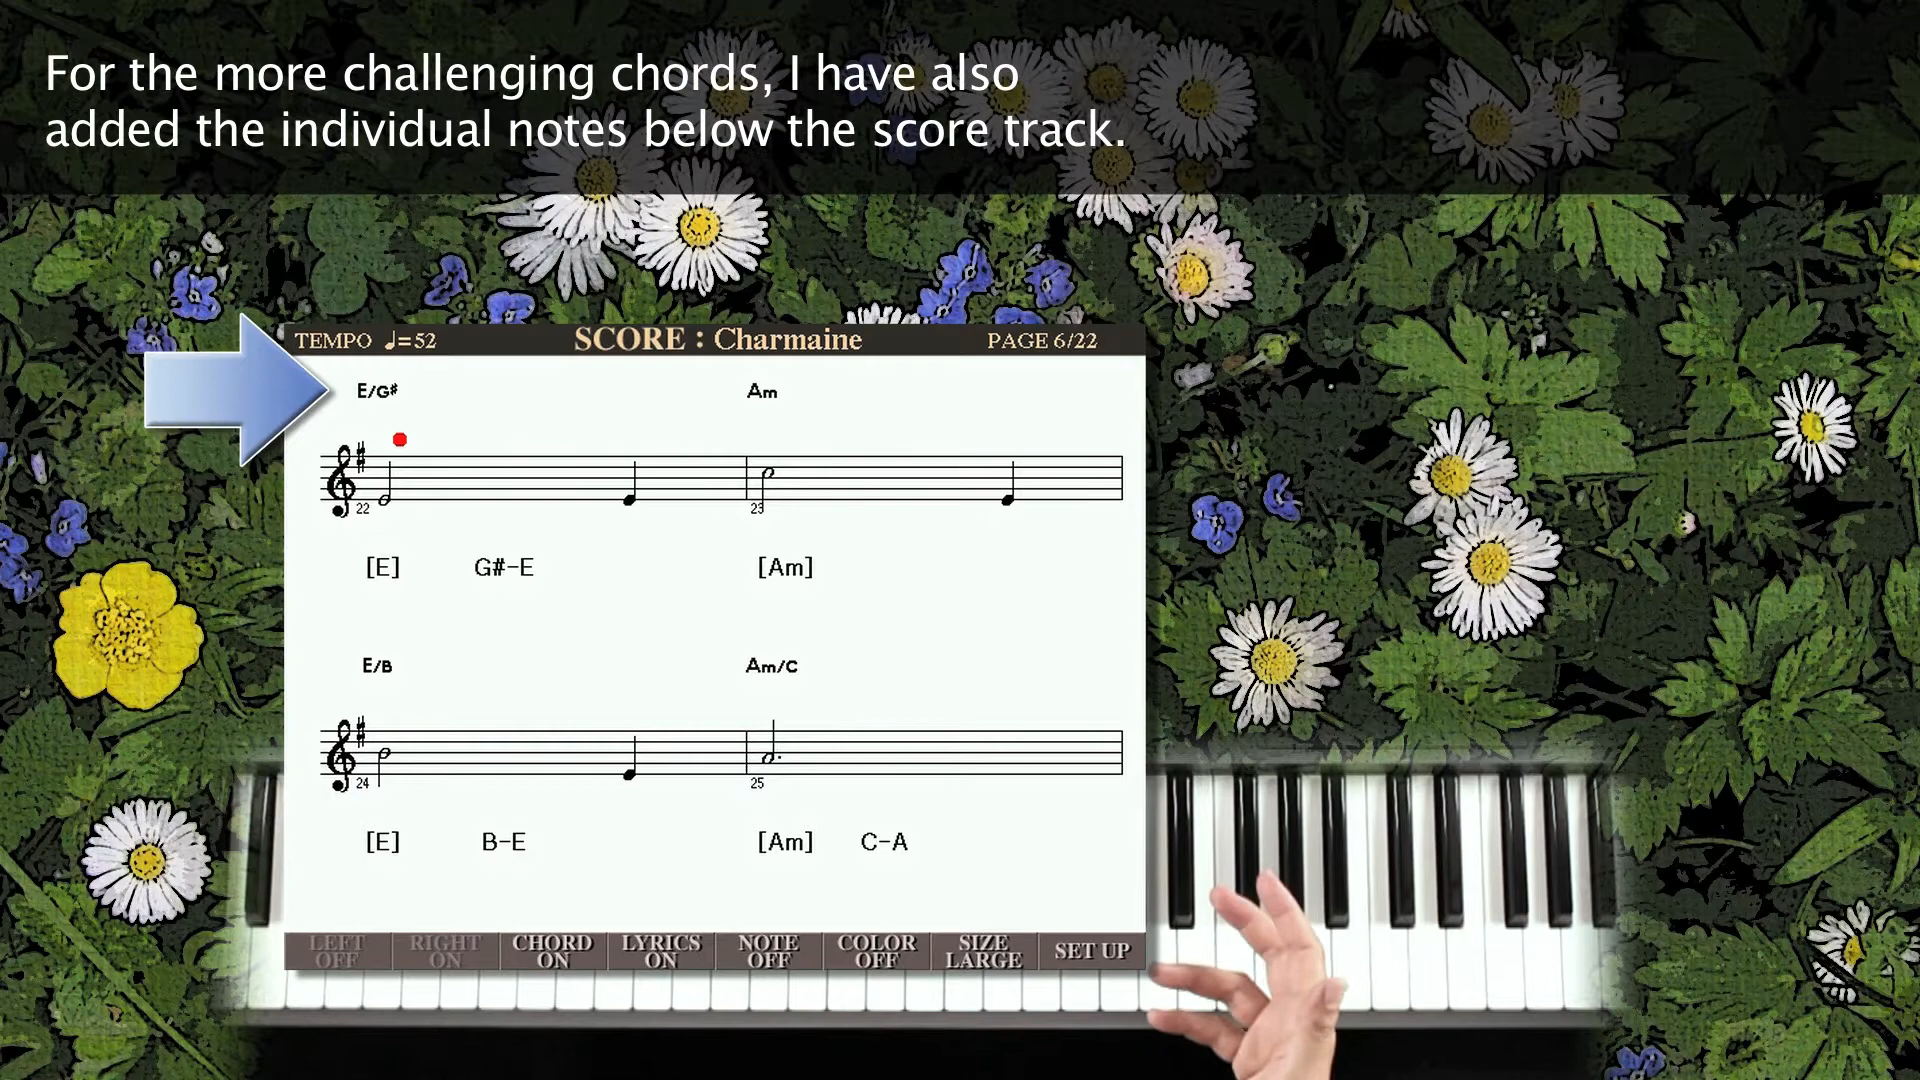 For the more challenging chords, I have also
added the individual notes below the score track.
TEMPO ♩=52 SCORE : Charmaine PAGE 6/22
E/G# Am
22 23
[E] G#-E [Am]
E/B Am/C
24 25
[E] B-E [Am] C-A
LEFT OFF RIGHT ON CHORD ON LYRICS ON NOTE OFF COLOR OFF SIZE LARGE SET UP